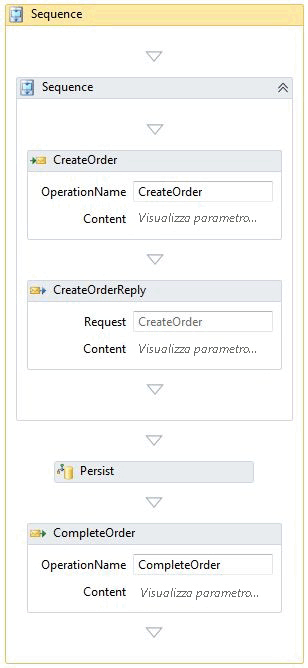 Sequence
Sequence
CreateOrder
OperationName CreateOrder
Content Visualizza parametro...
CreateOrderReply
Request CreateOrder
Content Visualizza parametro...
Persist
CompleteOrder
OperationName CompleteOrder
Content Visualizza parametro...